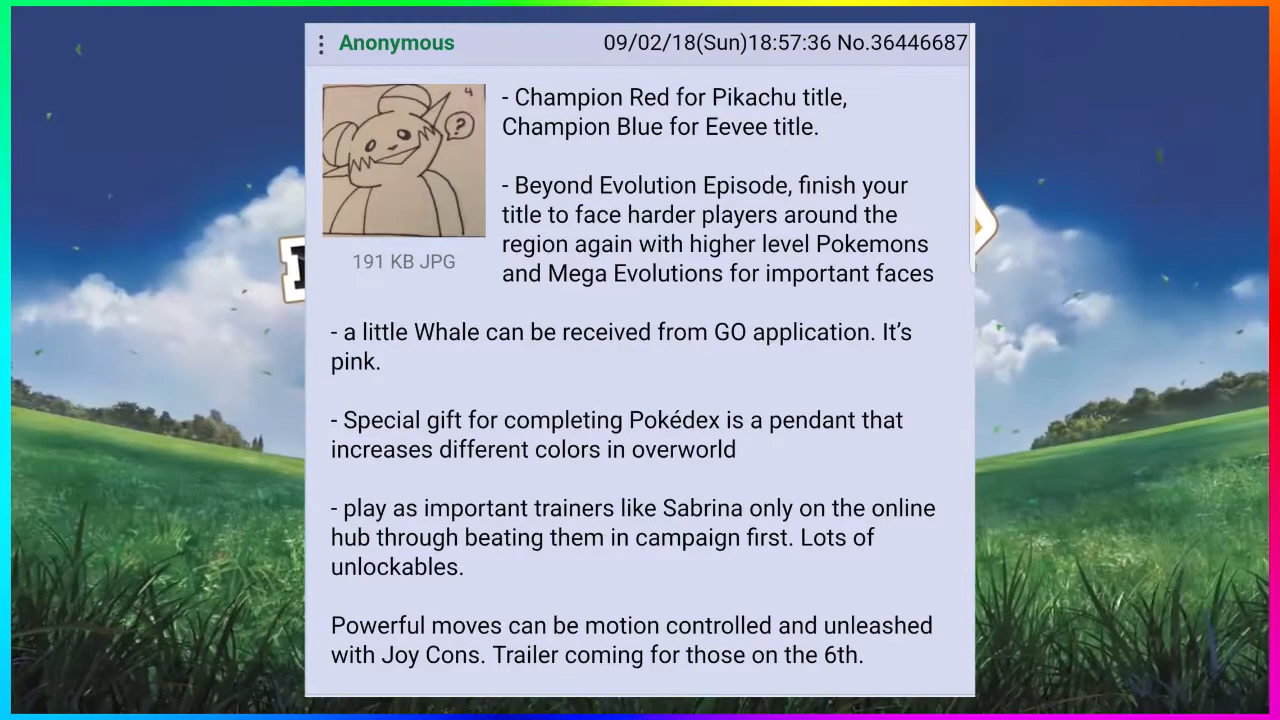 Anonymous 09/02/18(Sun)18:57:36 No.36446687
4
?
191 KB JPG
- Champion Red for Pikachu title,
Champion Blue for Eevee title.
- Beyond Evolution Episode, finish your
title to face harder players around the
region again with higher level Pokemons
and Mega Evolutions for important faces
- a little Whale can be received from GO application. It’s
pink.
- Special gift for completing Pokédex is a pendant that
increases different colors in overworld
- play as important trainers like Sabrina only on the online
hub through beating them in campaign first. Lots of
unlockables.
Powerful moves can be motion controlled and unleashed
with Joy Cons. Trailer coming for those on the 6th.